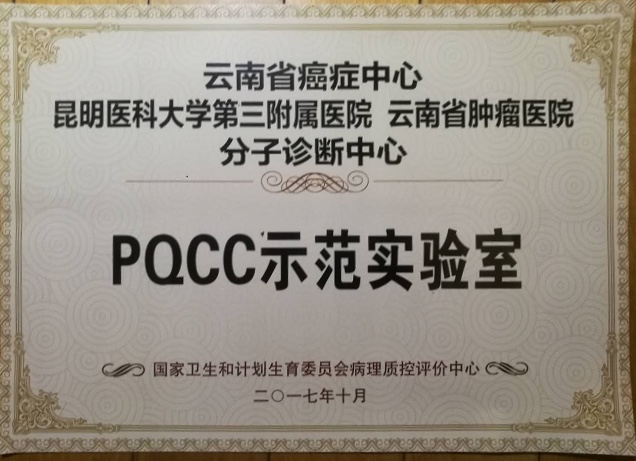 云南省癌症中心
昆明医科大学第三附属医院 云南省肿瘤医院
分子诊断中心
PQCC示范实验室
国家卫生和计划生育委员会病理质控评价中心
二〇一七年十月